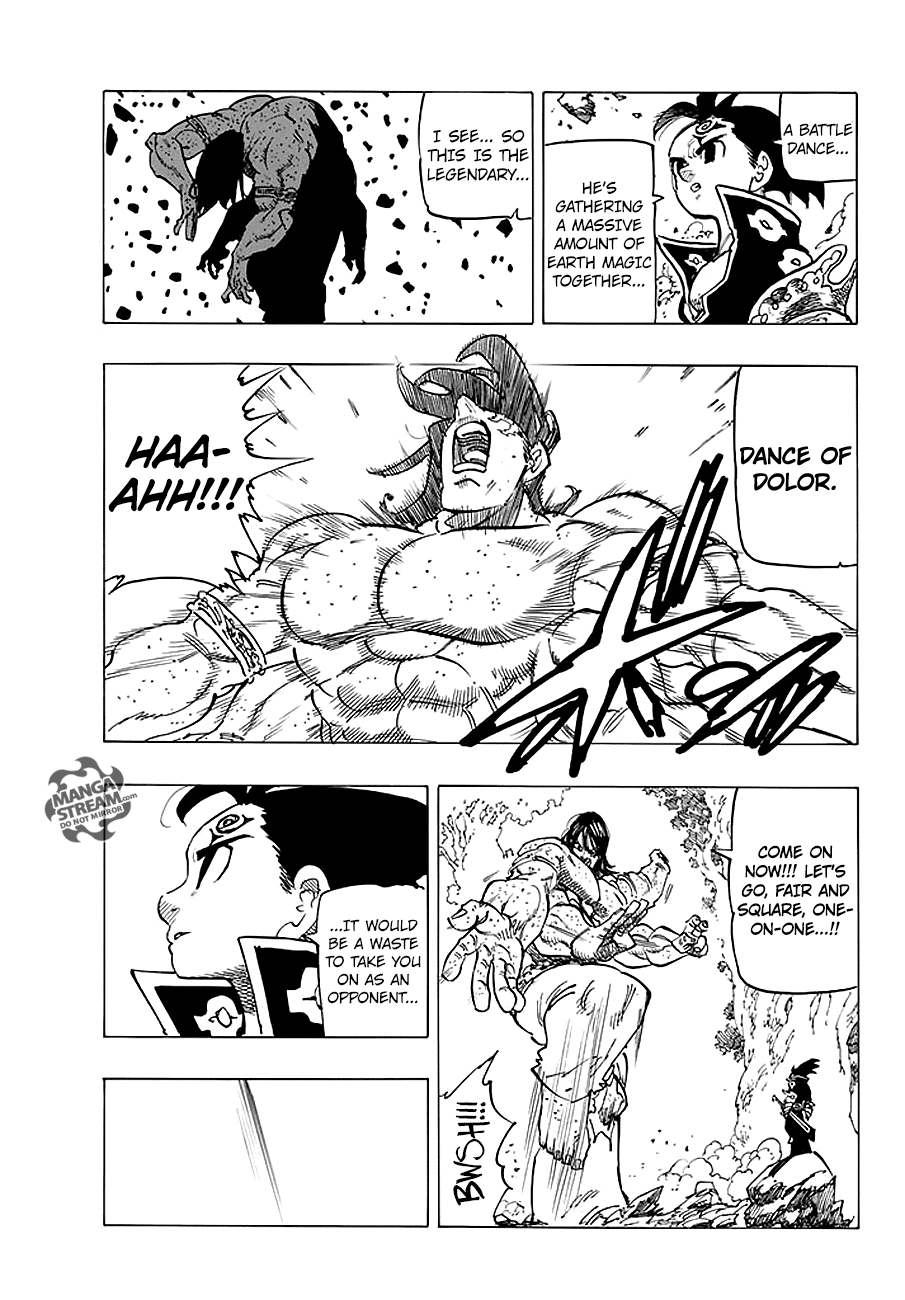 A BATTLE
DANCE...
HE'S
GATHERING
A MASSIVE
AMOUNT OF
EARTH MAGIC
TOGETHER...
I SEE... SO
THIS IS THE
LEGENDARY...
DANCE OF
DOLOR.
HAA-
AHH!!!
COME ON
NOW!!! LET'S
GO, FAIR AND
SQUARE, ONE-
ON-ONE...!!
BWSH!!!
...IT WOULD
BE A WASTE
TO TAKE YOU
ON AS AN
OPPONENT...
MANGA
STREAM.com
DO NOT MIRROR